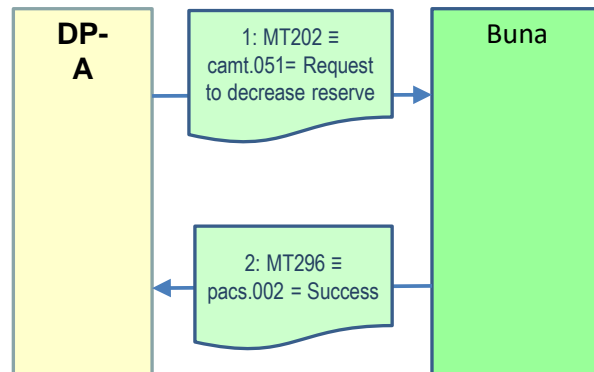 DP-
A
1: MT202 ≡
camt.051= Request
to decrease reserve
Buna
2: MT296 ≡
pacs.002 = Success